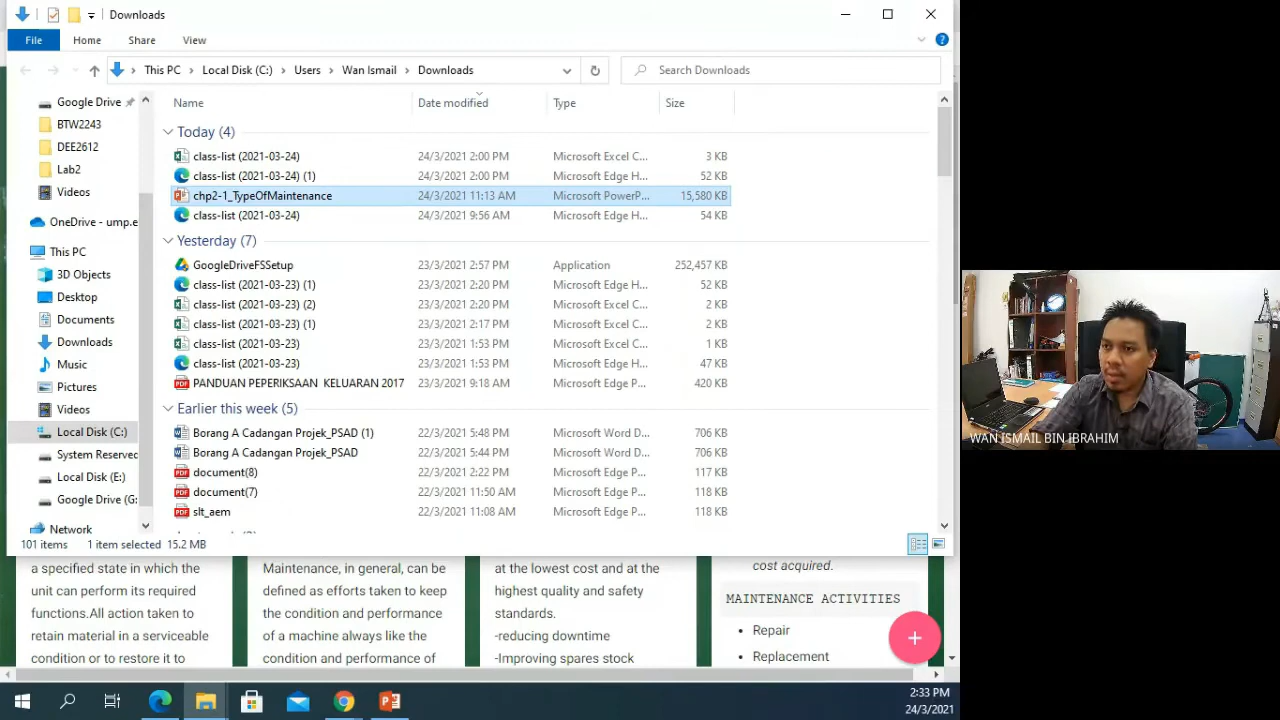 Downloads
File Home Share View
This PC Local Disk (C:) Users Wan Ismail Downloads
Search Downloads
Google Drive
BTW2243
DEE2612
Lab2
Videos
OneDrive - ump.e
This PC
3D Objects
Desktop
Documents
Downloads
Music
Pictures
Videos
Local Disk (C:)
System Reserved
Local Disk (E:)
Google Drive (G:
Network
Name Date modified Type Size
Today (4)
class-list (2021-03-24) 24/3/2021 2:00 PM Microsoft Excel C... 3 KB
class-list (2021-03-24) (1) 24/3/2021 2:00 PM Microsoft Edge H... 52 KB
chp2-1_TypeOfMaintenance 24/3/2021 11:13 AM Microsoft PowerP... 15,580 KB
class-list (2021-03-24) 24/3/2021 9:56 AM Microsoft Edge H... 54 KB
Yesterday (7)
GoogleDriveFSSetup 23/3/2021 2:57 PM Application 252,457 KB
class-list (2021-03-23) (1) 23/3/2021 2:20 PM Microsoft Edge H... 52 KB
class-list (2021-03-23) (2) 23/3/2021 2:20 PM Microsoft Excel C... 2 KB
class-list (2021-03-23) (1) 23/3/2021 2:17 PM Microsoft Excel C... 2 KB
class-list (2021-03-23) 23/3/2021 1:53 PM Microsoft Excel C... 1 KB
class-list (2021-03-23) 23/3/2021 1:53 PM Microsoft Edge H... 47 KB
PANDUAN PEPERIKSAAN KELUARAN 2017 23/3/2021 9:18 AM Microsoft Edge P... 420 KB
Earlier this week (5)
Borang A Cadangan Projek_PSAD (1) 22/3/2021 5:48 PM Microsoft Word D... 706 KB
Borang A Cadangan Projek_PSAD 22/3/2021 5:44 PM Microsoft Word D... 706 KB
document(8) 22/3/2021 2:22 PM Microsoft Edge P... 117 KB
document(7) 22/3/2021 11:50 AM Microsoft Edge P... 118 KB
slt_aem 22/3/2021 11:08 AM Microsoft Edge P... 118 KB
101 items 1 item selected 15.2 MB
a specified state in which the
unit can perform its required
functions.All action taken to
retain material in a serviceable
condition or to restore it to
Maintenance, in general, can be
defined as efforts taken to keep
the condition and performance
of a machine always like the
condition and performance of
at the lowest cost and at the
highest quality and safety
standards.
-reducing downtime
-Improving spares stock
cost acquired.
MAINTENANCE ACTIVITIES
• Repair
• Replacement
2:33 PM
24/3/2021
WAN ISMAIL BIN IBRAHIM